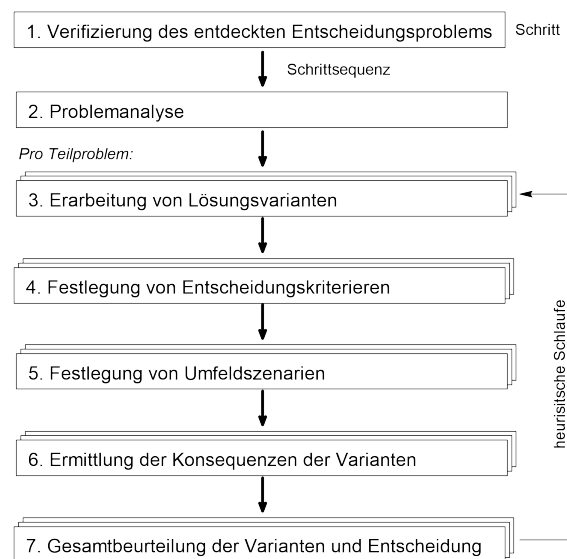 1. Verifizierung des entdeckten Entscheidungsproblems
Schritt
Schrittsequenz
2. Problemanalyse
Pro Teilproblem:
3. Erarbeitung von Lösungsvarianten
4. Festlegung von Entscheidungskriterieren
5. Festlegung von Umfeldszenarien
6. Ermittlung der Konsequenzen der Varianten
7. Gesamtbeurteilung der Varianten und Entscheidung
heurisitsche Schlaufe